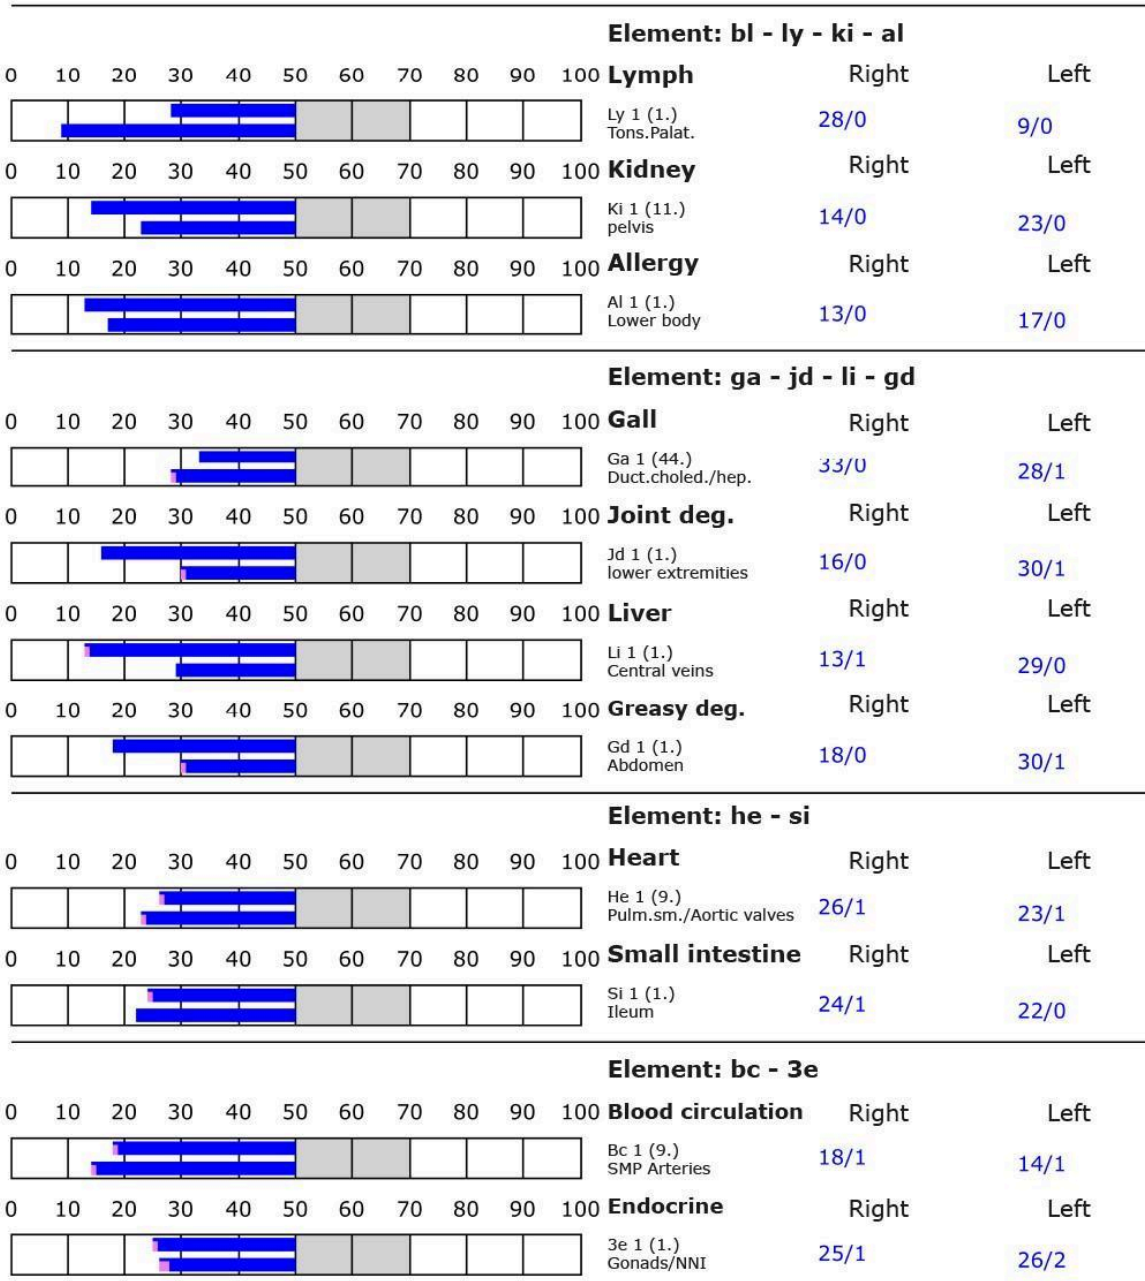 Element: bl - ly - ki - al
0 10 20 30 40 50 60 70 80 90 100 Lymph Right Left
Ly 1 (1.) 28/0 9/0
Tons.Palat.
0 10 20 30 40 50 60 70 80 90 100 Kidney Right Left
Ki 1 (11.) 14/0 23/0
pelvis
0 10 20 30 40 50 60 70 80 90 100 Allergy Right Left
Al 1 (1.) 13/0 17/0
Lower body
Element: ga - jd - li - gd
0 10 20 30 40 50 60 70 80 90 100 Gall Right Left
Ga 1 (44.) 33/0 28/1
Duct.choled./hep.
0 10 20 30 40 50 60 70 80 90 100 Joint deg. Right Left
Jd 1 (1.) 16/0 30/1
lower extremities
0 10 20 30 40 50 60 70 80 90 100 Liver Right Left
Li 1 (1.) 13/1 29/0
Central veins
0 10 20 30 40 50 60 70 80 90 100 Greasy deg. Right Left
Gd 1 (1.) 18/0 30/1
Abdomen
Element: he - si
0 10 20 30 40 50 60 70 80 90 100 Heart Right Left
He 1 (9.) 26/1 23/1
Pulm.sm./Aortic valves
0 10 20 30 40 50 60 70 80 90 100 Small intestine Right Left
Si 1 (1.) 24/1 22/0
Ileum
Element: bc - 3e
0 10 20 30 40 50 60 70 80 90 100 Blood circulation Right Left
Bc 1 (9.) 18/1 14/1
SMP Arteries
0 10 20 30 40 50 60 70 80 90 100 Endocrine Right Left
3e 1 (1.) 25/1 26/2
Gonads/NNI